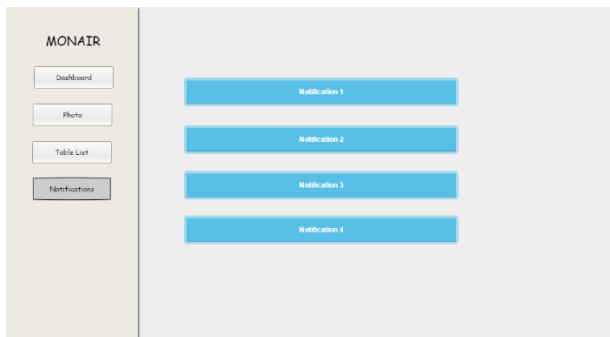 MONAIR
Dashboard
Photo
Table List
Notifications
Notification 1
Notification 2
Notification 3
Notification 4